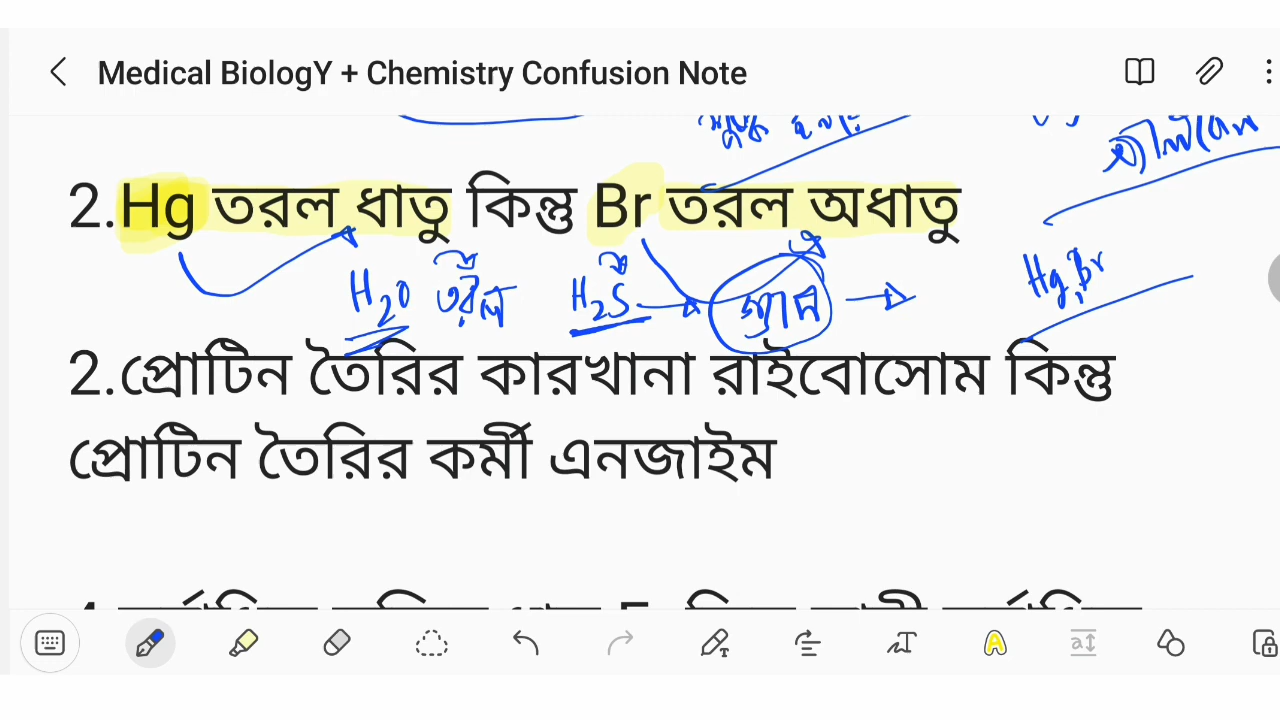 Medical BiologY + Chemistry Confusion Note
2.Hg তরল ধাতু কিন্তু Br তরল অধাতু
H2O তরল H2S গ্যাস Hg, Br
2.প্রোটিন তৈরির কারখানা রাইবোসোম কিন্তু
প্রোটিন তৈরির কর্মী এনজাইম